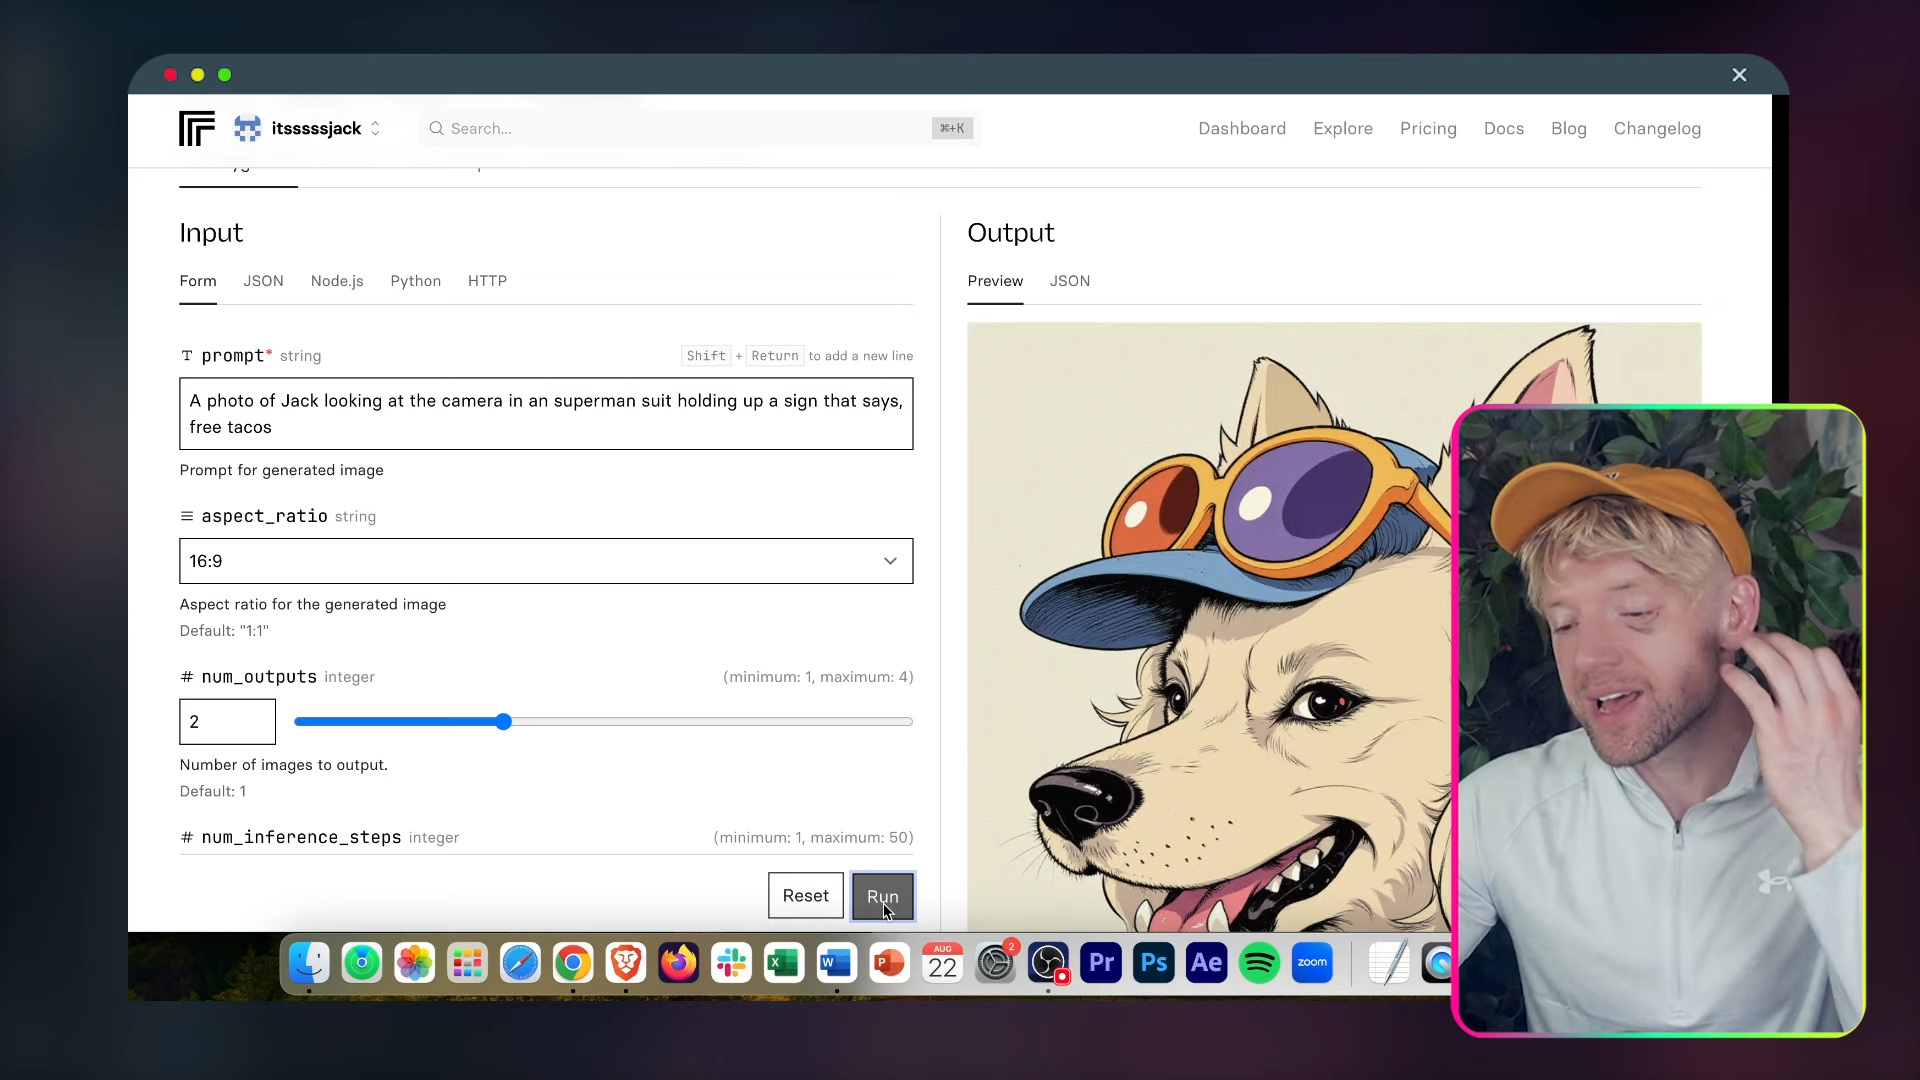 itsssssjack
Search...
⌘+K
Dashboard
Explore
Pricing
Docs
Blog
Changelog
Input
Form
JSON
Node.js
Python
HTTP
T prompt* string
Shift + Return to add a new line
A photo of Jack looking at the camera in an superman suit holding up a sign that says,
free tacos
Prompt for generated image
aspect_ratio string
16:9
Aspect ratio for the generated image
Default: "1:1"
# num_outputs integer
(minimum: 1, maximum: 4)
2
Number of images to output.
Default: 1
# num_inference_steps integer
(minimum: 1, maximum: 50)
Reset
Run
Output
Preview
JSON
X
W
P
AUG
22
2
Pr
Ps
Ae
zoom